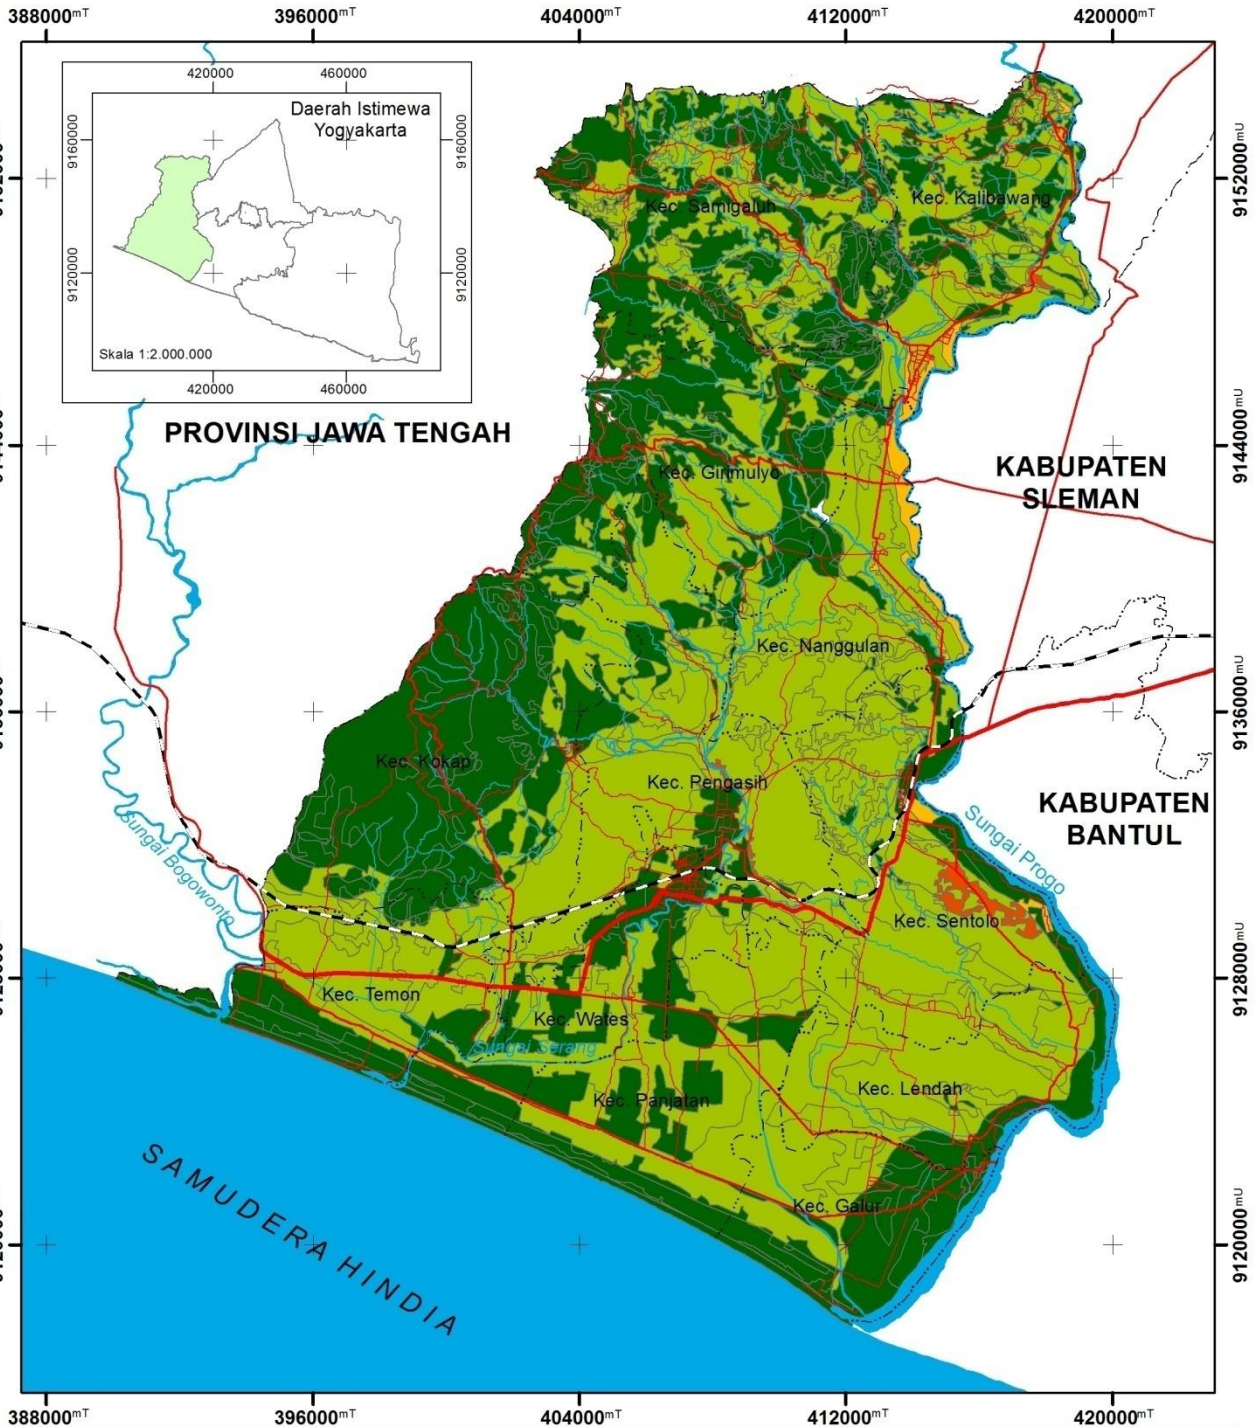 388000mT
396000mT
404000mT
412000mT
420000mT
420000
460000
Daerah Istimewa
Yogyakarta
9160000
9160000
9120000
9120000
Skala 1:2.000.000
420000
460000
9152000mU
Kec. Samigaluh
Kec. Kalibawang
PROVINSI JAWA TENGAH
9144000mU
Kec. Girimulyo
KABUPATEN
SLEMAN
Kec. Nanggulan
9136000mU
Kec. Kokap
Kec. Pengasih
KABUPATEN
BANTUL
Sungai Progo
Sungai Bogowonto
Kec. Sentolo
9128000mU
Kec. Temon
Kec. Wates
Sungai Serang
Kec. Panjatan
Kec. Lendah
SAMUDERA HINDIA
Kec. Galur
9120000mU
388000mT
396000mT
404000mT
412000mT
420000mT